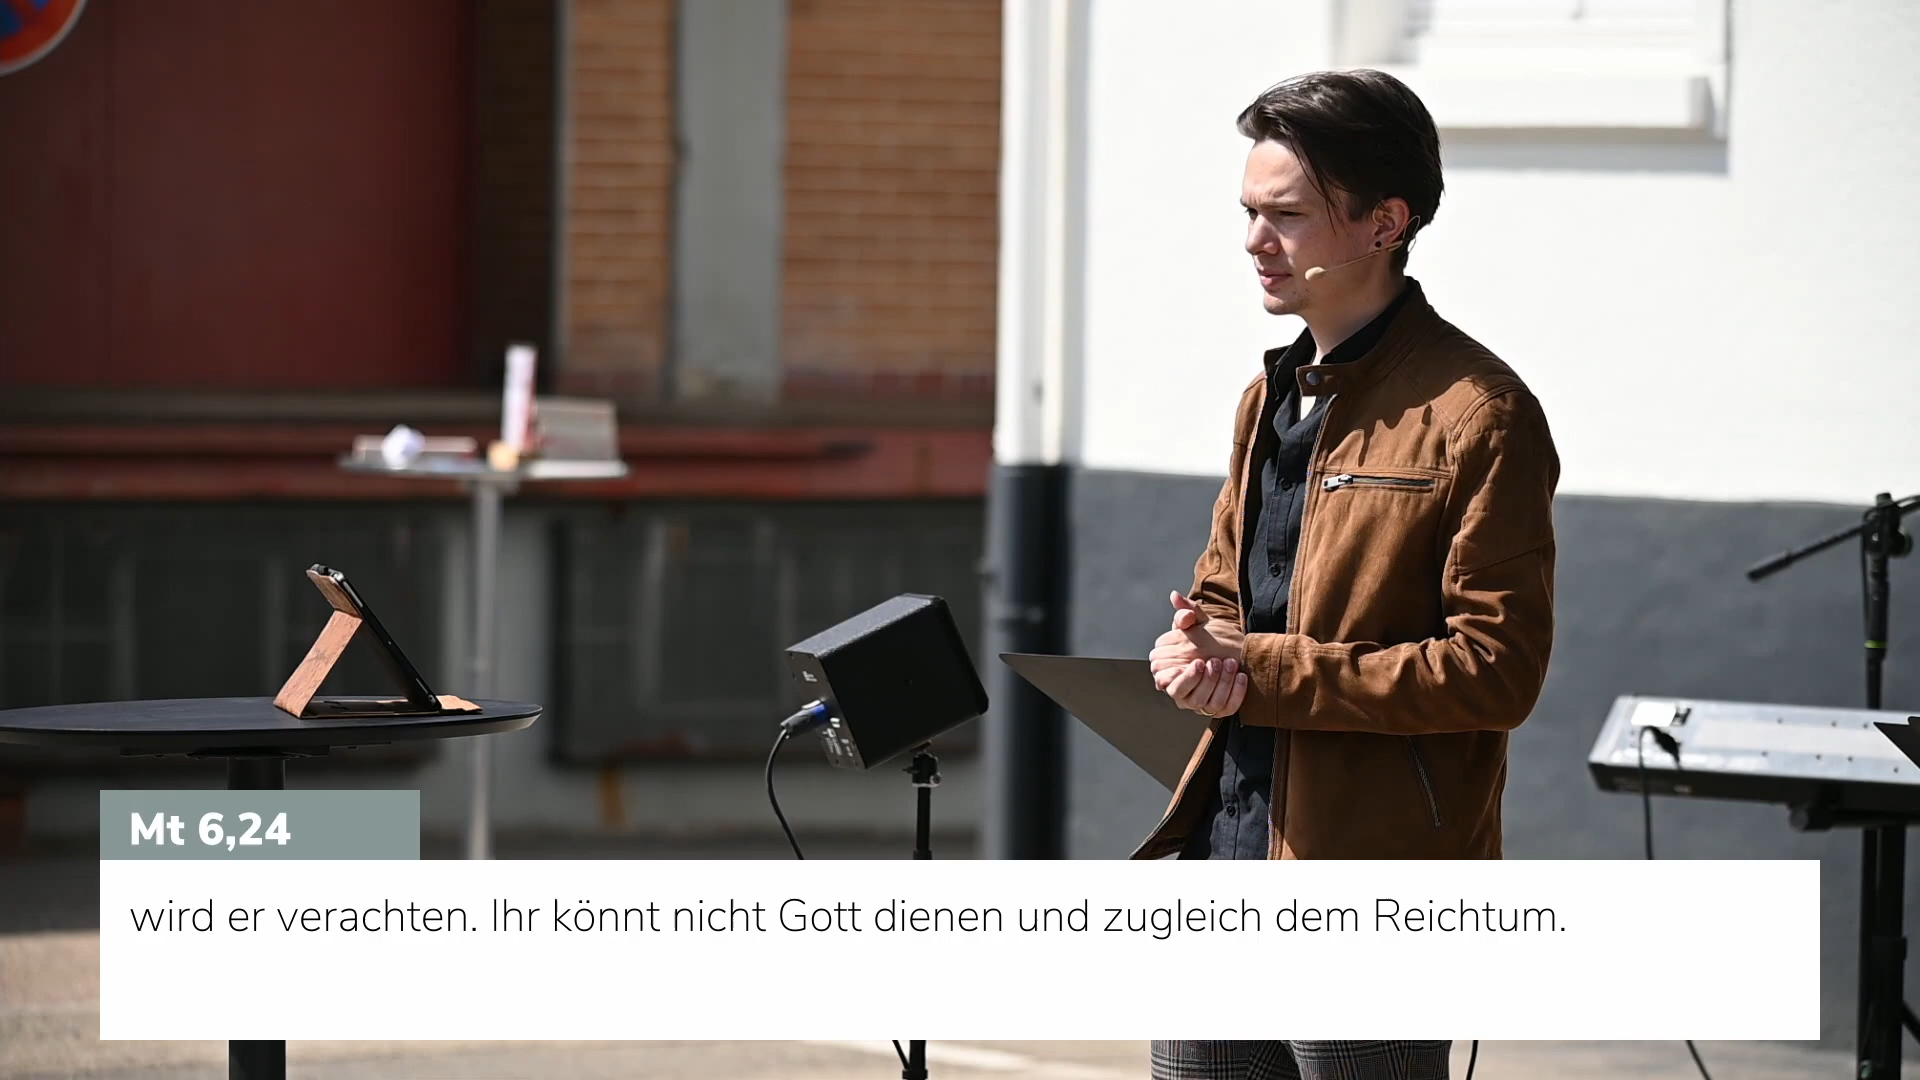 Mt 6,24
wird er verachten. Ihr könnt nicht Gott dienen und zugleich dem Reichtum.